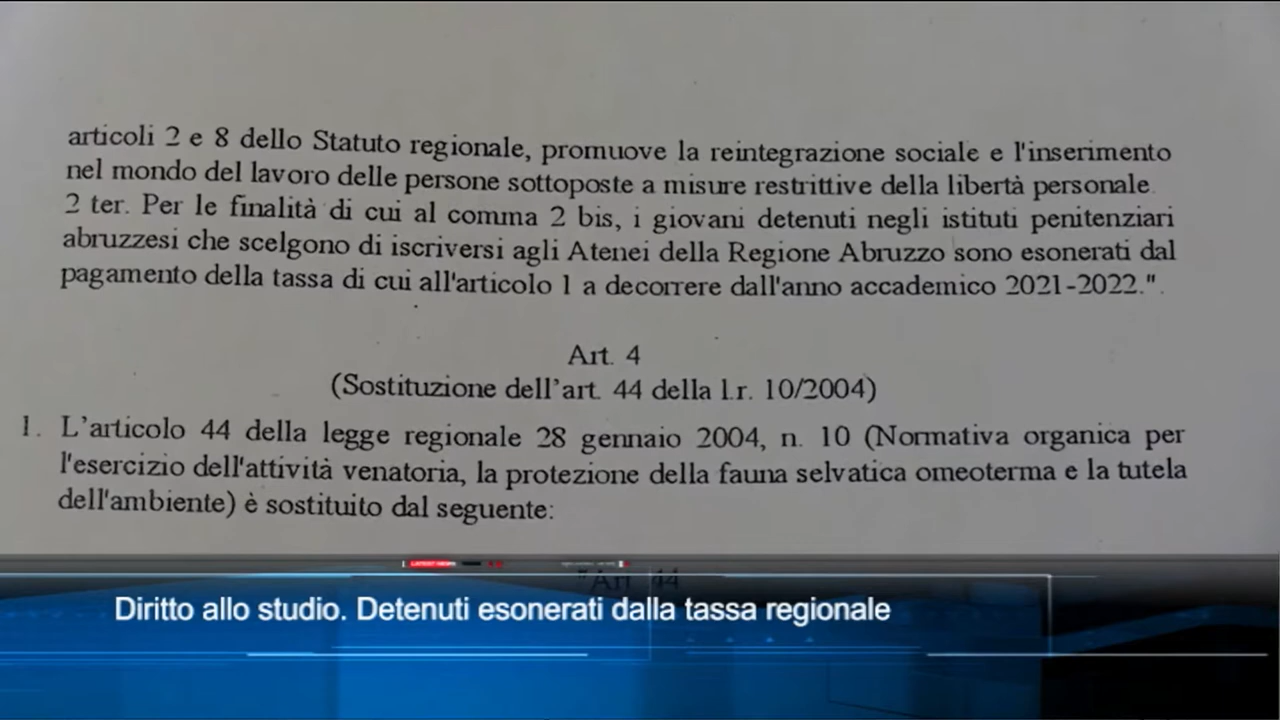 articoli 2 e 8 dello Statuto regionale, promuove la reintegrazione sociale e l'inserimento
nel mondo del lavoro delle persone sottoposte a misure restrittive della libertà personale.
2 ter. Per le finalità di cui al comma 2 bis, i giovani detenuti negli istituti penitenziari
abruzzesi che scelgono di iscriversi agli Atenei della Regione Abruzzo sono esonerati dal
pagamento della tassa di cui all'articolo 1 a decorrere dall'anno accademico 2021-2022.".
Art. 4
(Sostituzione dell'art. 44 della l.r. 10/2004)
1. L'articolo 44 della legge regionale 28 gennaio 2004, n. 10 (Normativa organica per
l'esercizio dell'attività venatoria, la protezione della fauna selvatica omeoterma e la tutela
dell'ambiente) è sostituito dal seguente:
LATEST NEWS
"Art. 44
Diritto allo studio. Detenuti esonerati dalla tassa regionale